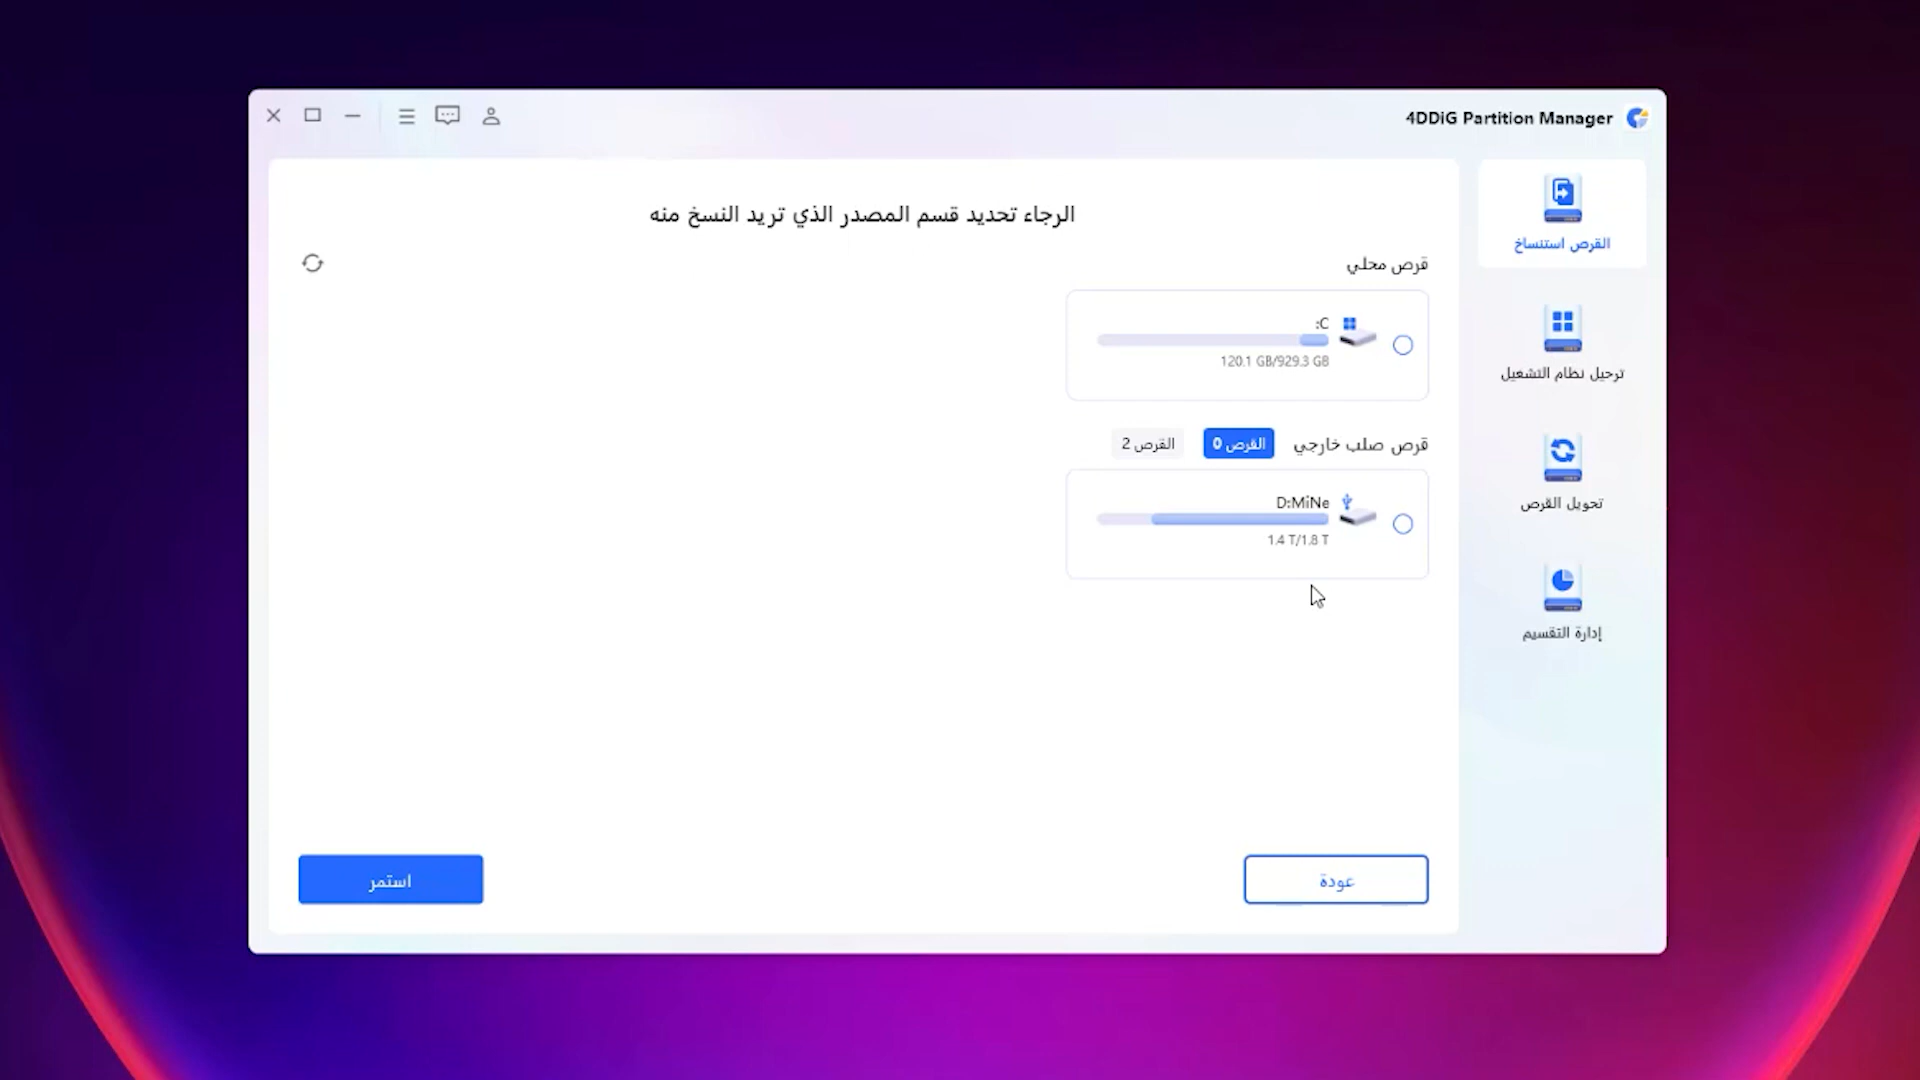 4DDiG Partition Manager
القرص استنساخ
ترحيل نظام التشغيل
تحويل القرص
إدارة التقسيم
الرجاء تحديد قسم المصدر الذي تريد النسخ منه
قرص محلي
C:
120.1 GB/929.3 GB
قرص صلب خارجي القرص 0 القرص 2
D:MiNe
1.4 T/1.8 T
عودة استمر